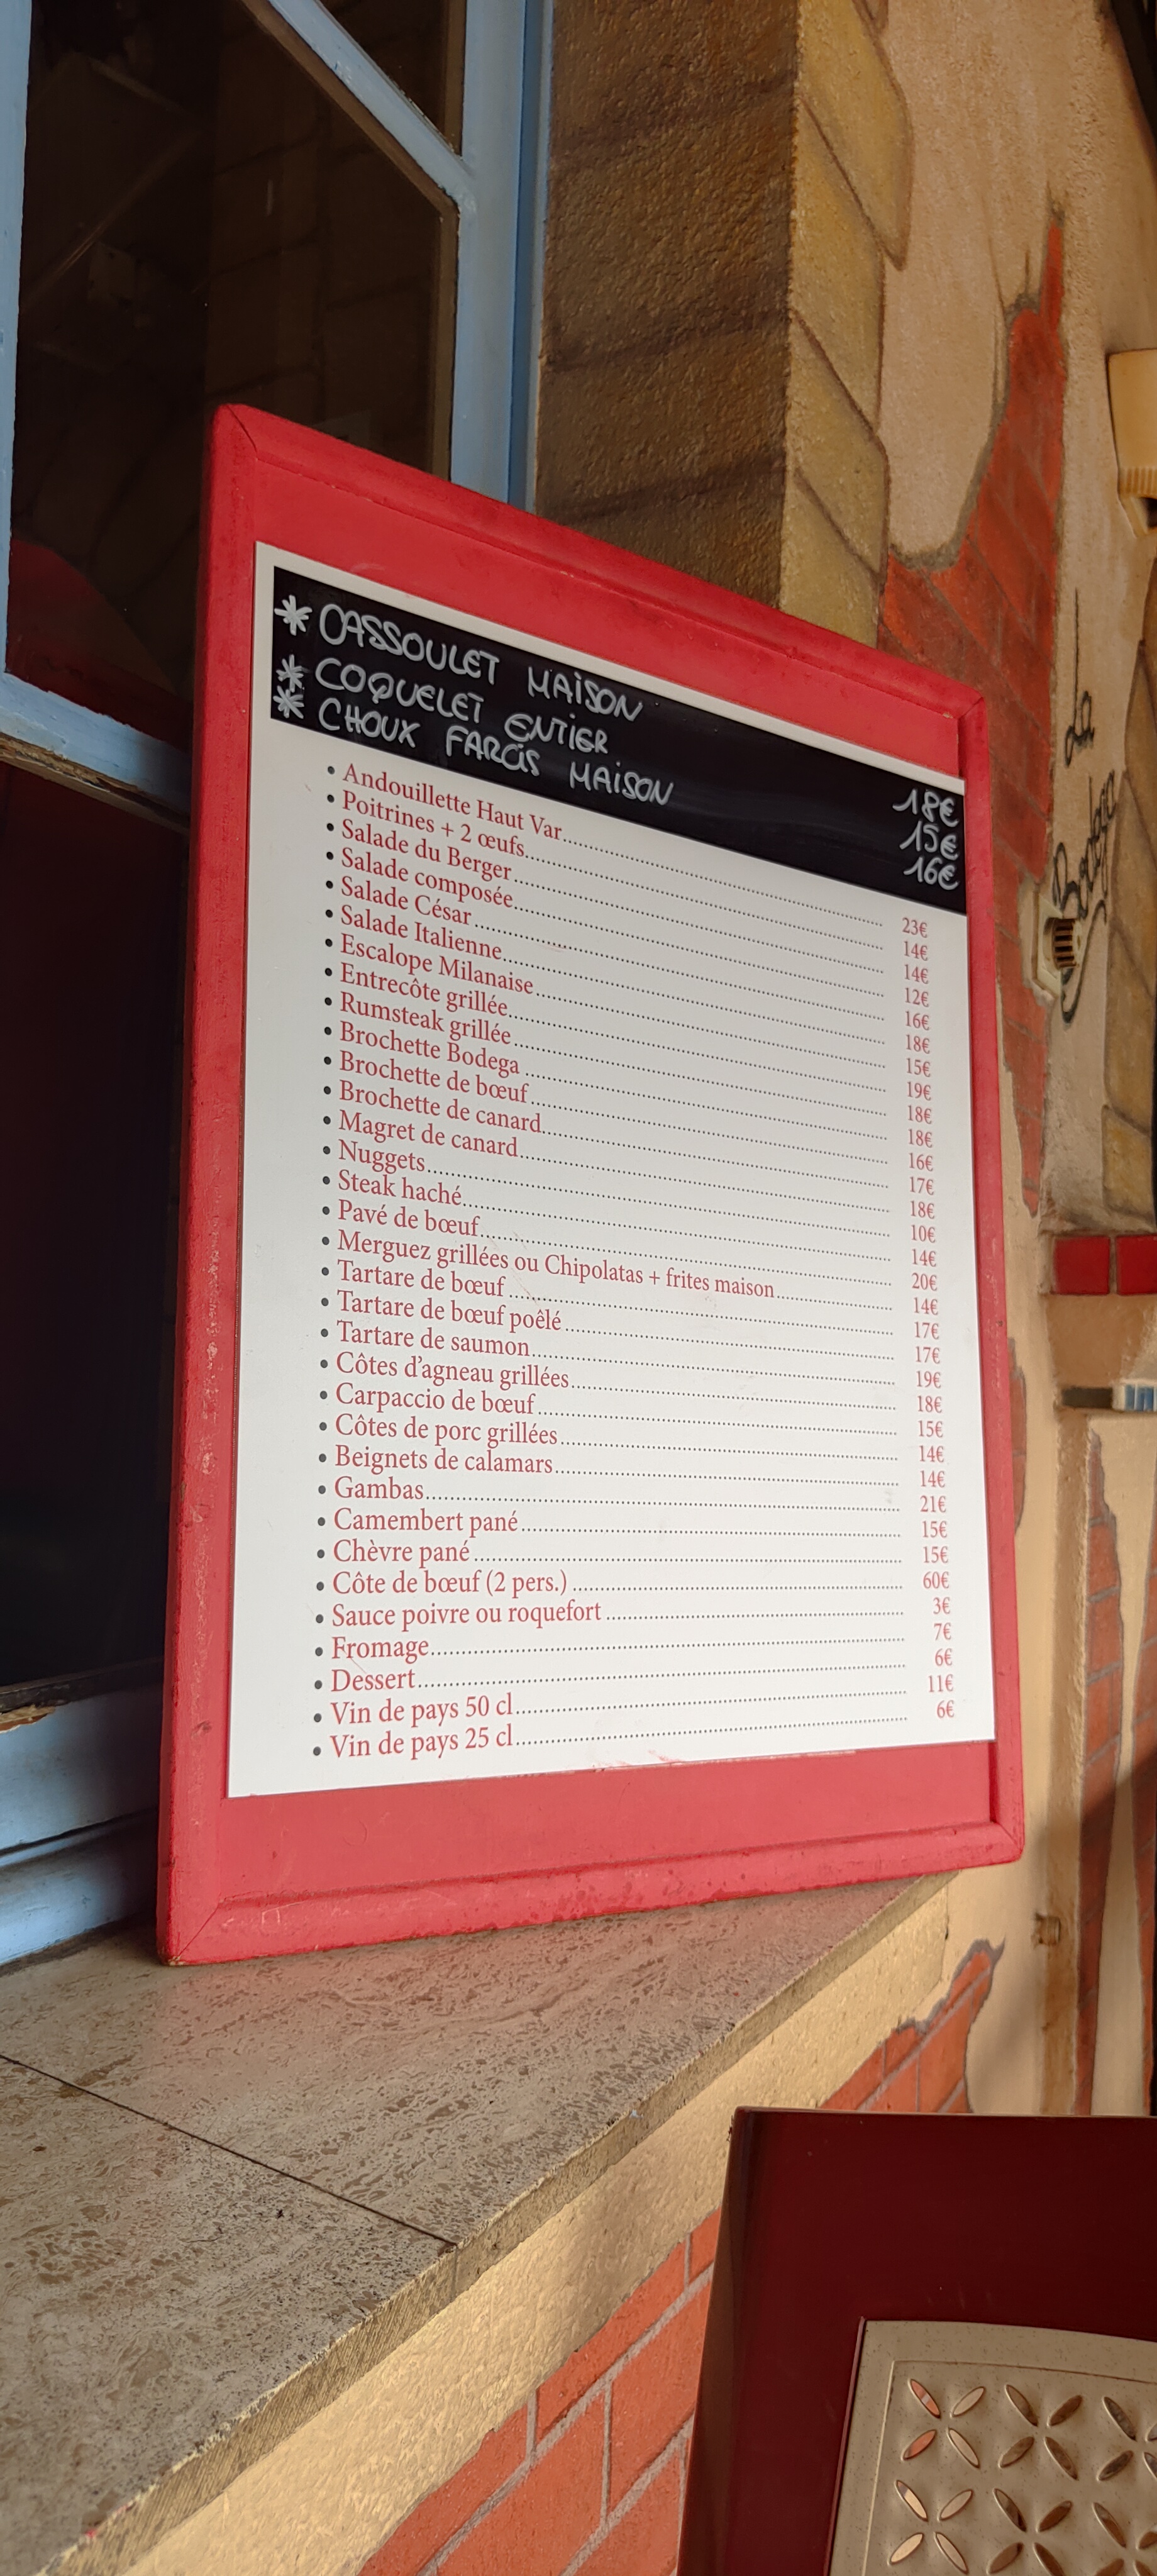 * CASSOULET MAISON 18€
* COQUELET ENTIER 15€
* CHOUX FARCIS MAISON 16€
• Andouillette Haut Var 23€
• Poitrines + 2 œufs 14€
• Salade du Berger 14€
• Salade composée 12€
• Salade César 16€
• Salade Italienne 18€
• Escalope Milanaise 15€
• Entrecôte grillée 19€
• Rumsteak grillée 18€
• Brochette Bodega 18€
• Brochette de bœuf 16€
• Brochette de canard 17€
• Magret de canard 18€
• Nuggets 10€
• Steak haché 14€
• Pavé de bœuf 20€
• Merguez grillées ou Chipolatas + frites maison 14€
• Tartare de bœuf 17€
• Tartare de bœuf poêlé 17€
• Tartare de saumon 19€
• Côtes d'agneau grillées 18€
• Carpaccio de bœuf 15€
• Côtes de porc grillées 14€
• Beignets de calamars 14€
• Gambas 21€
• Camembert pané 15€
• Chèvre pané 15€
• Côte de bœuf (2 pers.) 60€
• Sauce poivre ou roquefort 3€
• Fromage 7€
• Dessert 6€
• Vin de pays 50 cl 11€
• Vin de pays 25 cl 6€
La
Bodega